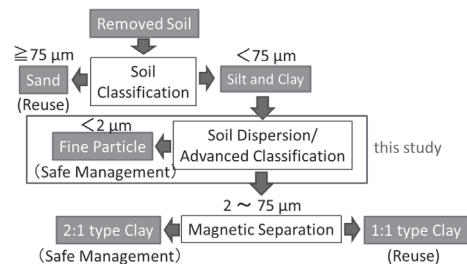 Removed Soil
≧75 μm
<75 μm
Soil
Classification
Sand
(Reuse)
Silt and Clay
<2 μm
Fine Particle
(Safe Management)
Soil Dispersion/
Advanced Classification
this study
2 ～ 75 μm
2:1 type Clay
(Safe Management)
Magnetic Separation
1:1 type Clay
(Reuse)